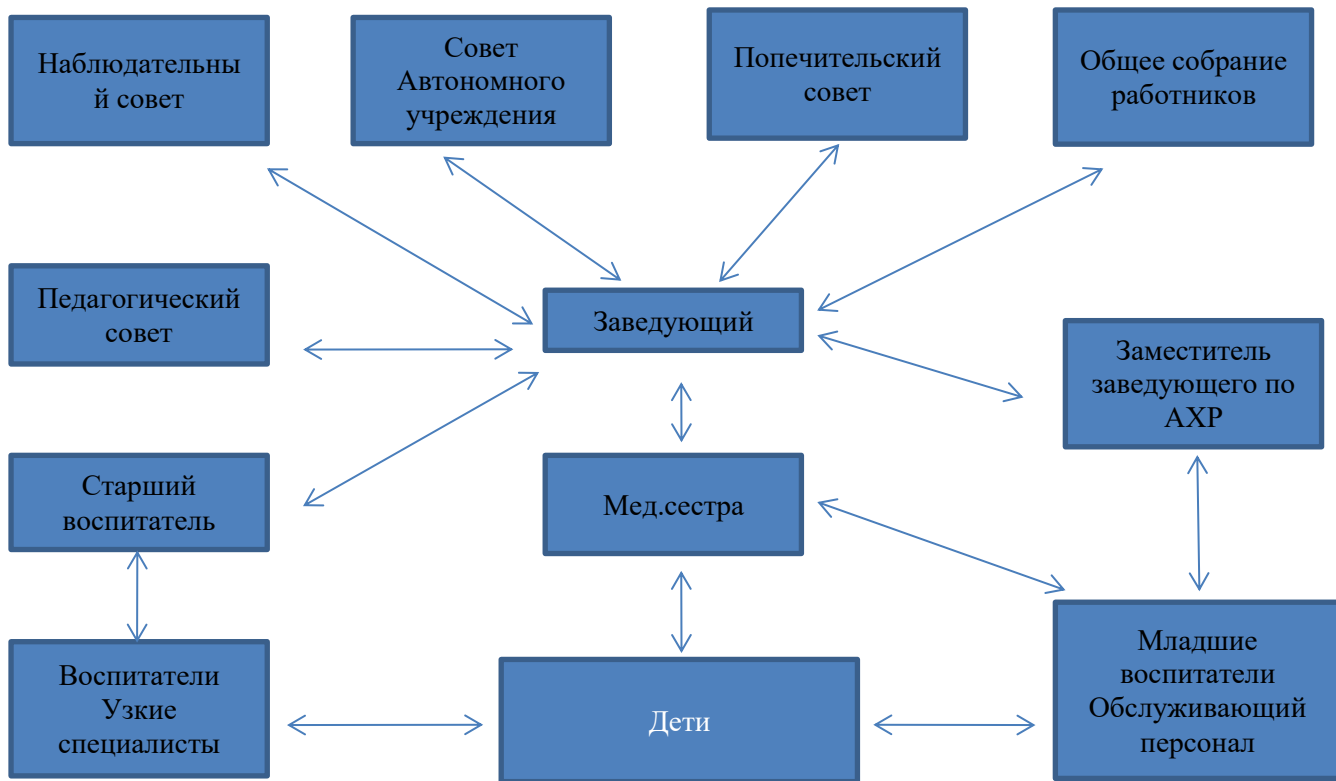 Наблюдательны
й совет
Совет
Автономного
учреждения
Попечительский
совет
Общее собрание
работников
Педагогический
совет
Заведующий
Заместитель
заведующего по
АХР
Старший
воспитатель
Мед.сестра
Воспитатели
Узкие
специалисты
Дети
Младшие
воспитатели
Обслуживающий
персонал